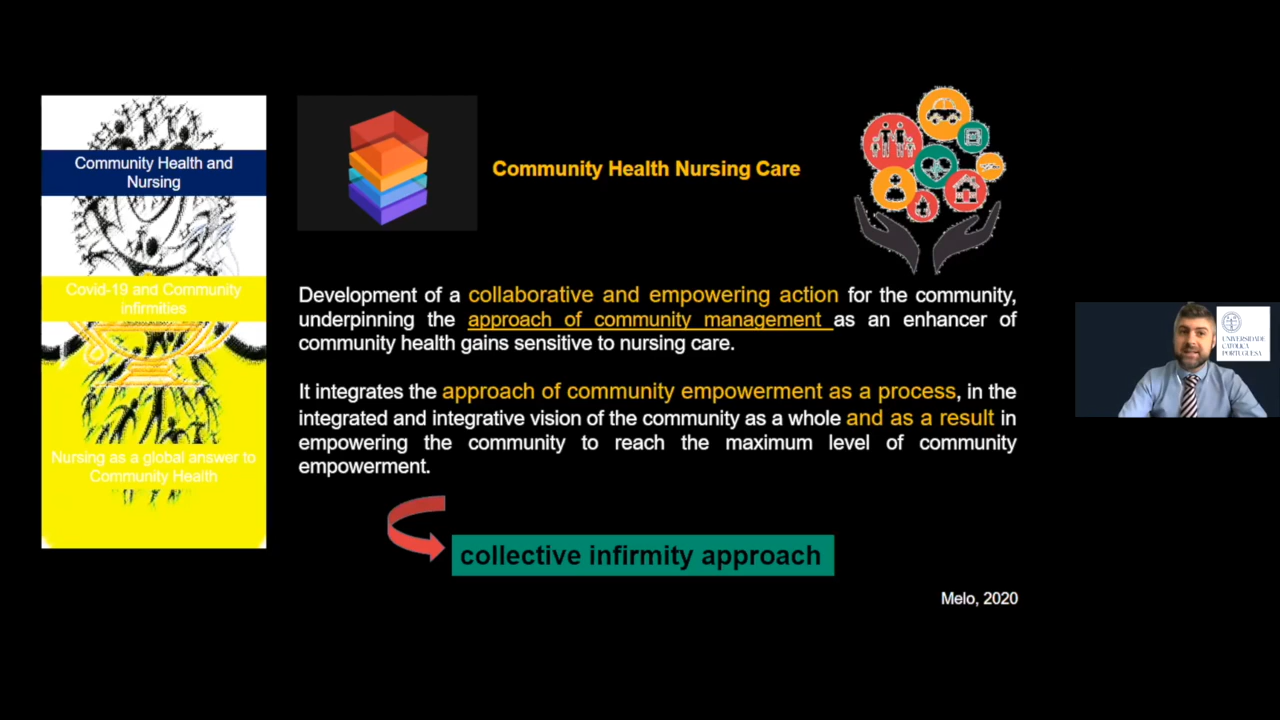 Community Health and
Nursing
Covid-19 and Community
infirmities
Nursing as a global answer to
Community Health
Community Health Nursing Care
Development of a collaborative and empowering action for the community,
underpinning the approach of community management as an enhancer of
community health gains sensitive to nursing care.
It integrates the approach of community empowerment as a process, in the
integrated and integrative vision of the community as a whole and as a result in
empowering the community to reach the maximum level of community
empowerment.
collective infirmity approach
Melo, 2020
UNIVERSIDADE
CATOLICA
PORTUGUESA